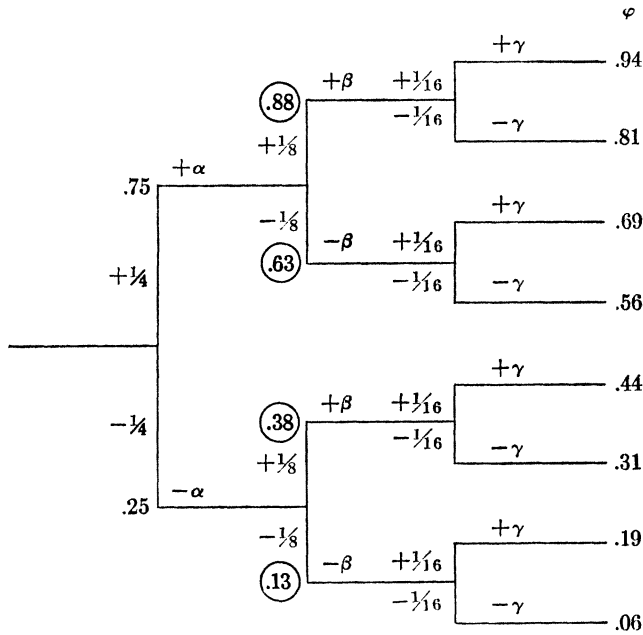 φ
+γ .94
.88 +β +1/16
−1/16
+1/8 −γ .81
+α
.75
−1/8 +γ .69
.63 −β +1/16
−1/16
+1/4 −γ .56
+γ .44
.38 +β +1/16
−1/4 −1/16
+1/8 −γ .31
−α
.25
−1/8 +γ .19
.13 −β +1/16
−1/16
−γ .06